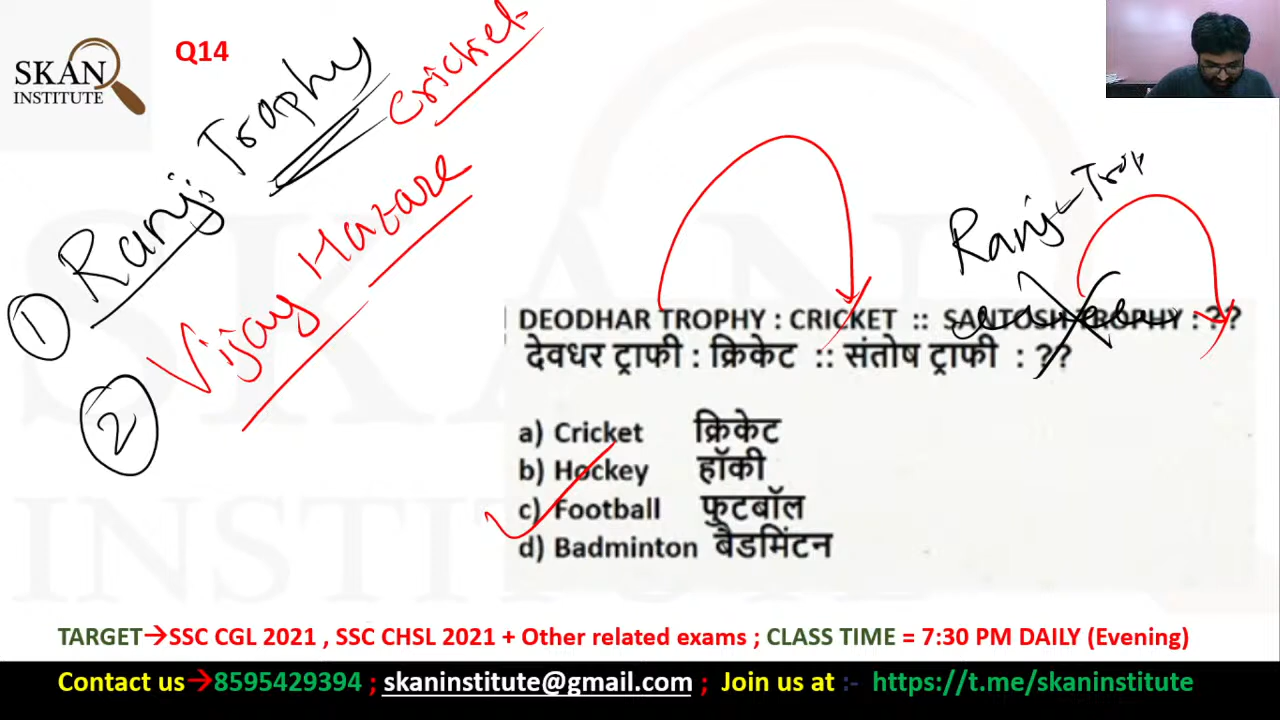 SKAN
INSTITUTE
Q14
① Ranji Trophy
Cricket
② Vijay Hazare
Ranji-Trop
DEODHAR TROPHY : CRICKET :: SANTOSH TROPHY : ??
देवधर ट्राफी : क्रिकेट :: संतोष ट्राफी : ??
a) Cricket क्रिकेट
b) Hockey हॉकी
c) Football फुटबॉल
d) Badminton बैडमिंटन
TARGET→SSC CGL 2021 , SSC CHSL 2021 + Other related exams ; CLASS TIME = 7:30 PM DAILY (Evening)
Contact us→8595429394 ; skaninstitute@gmail.com ; Join us at :- https://t.me/skaninstitute